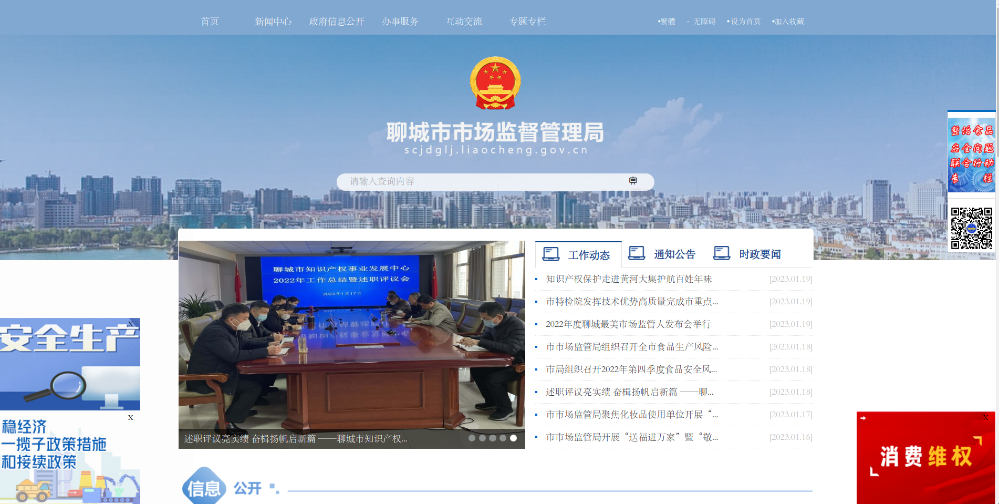 首页 新闻中心 政府信息公开 办事服务 互动交流 专题专栏 •繁體 · 无障碍 •设为首页 •加入收藏
聊城市市场监督管理局
scjdglj.liaocheng.gov.cn
请输入查询内容
整治食品
安全问题
联合行动
专 栏
聊城市知识产权事业发展中心
2022年工作总结暨述职评议会
2023年1月17日
述职评议亮实绩 奋楫扬帆启新篇 ——聊城市知识产权...
工作动态 通知公告 时政要闻
知识产权保护走进黄河大集护航百姓年味 [2023.01.19]
市特检院发挥技术优势高质量完成市重点... [2023.01.19]
2022年度聊城最美市场监管人发布会举行 [2023.01.19]
市市场监管局组织召开全市食品生产风险... [2023.01.18]
市局组织召开2022年第四季度食品安全风... [2023.01.18]
述职评议亮实绩 奋楫扬帆启新篇 ——聊... [2023.01.18]
市市场监管局聚焦化妆品使用单位开展“... [2023.01.17]
市市场监管局开展“送福进万家”暨“敬... [2023.01.16]
X
安全生产
X
稳经济
一揽子政策措施
和接续政策
X
消费维权
信息 公开